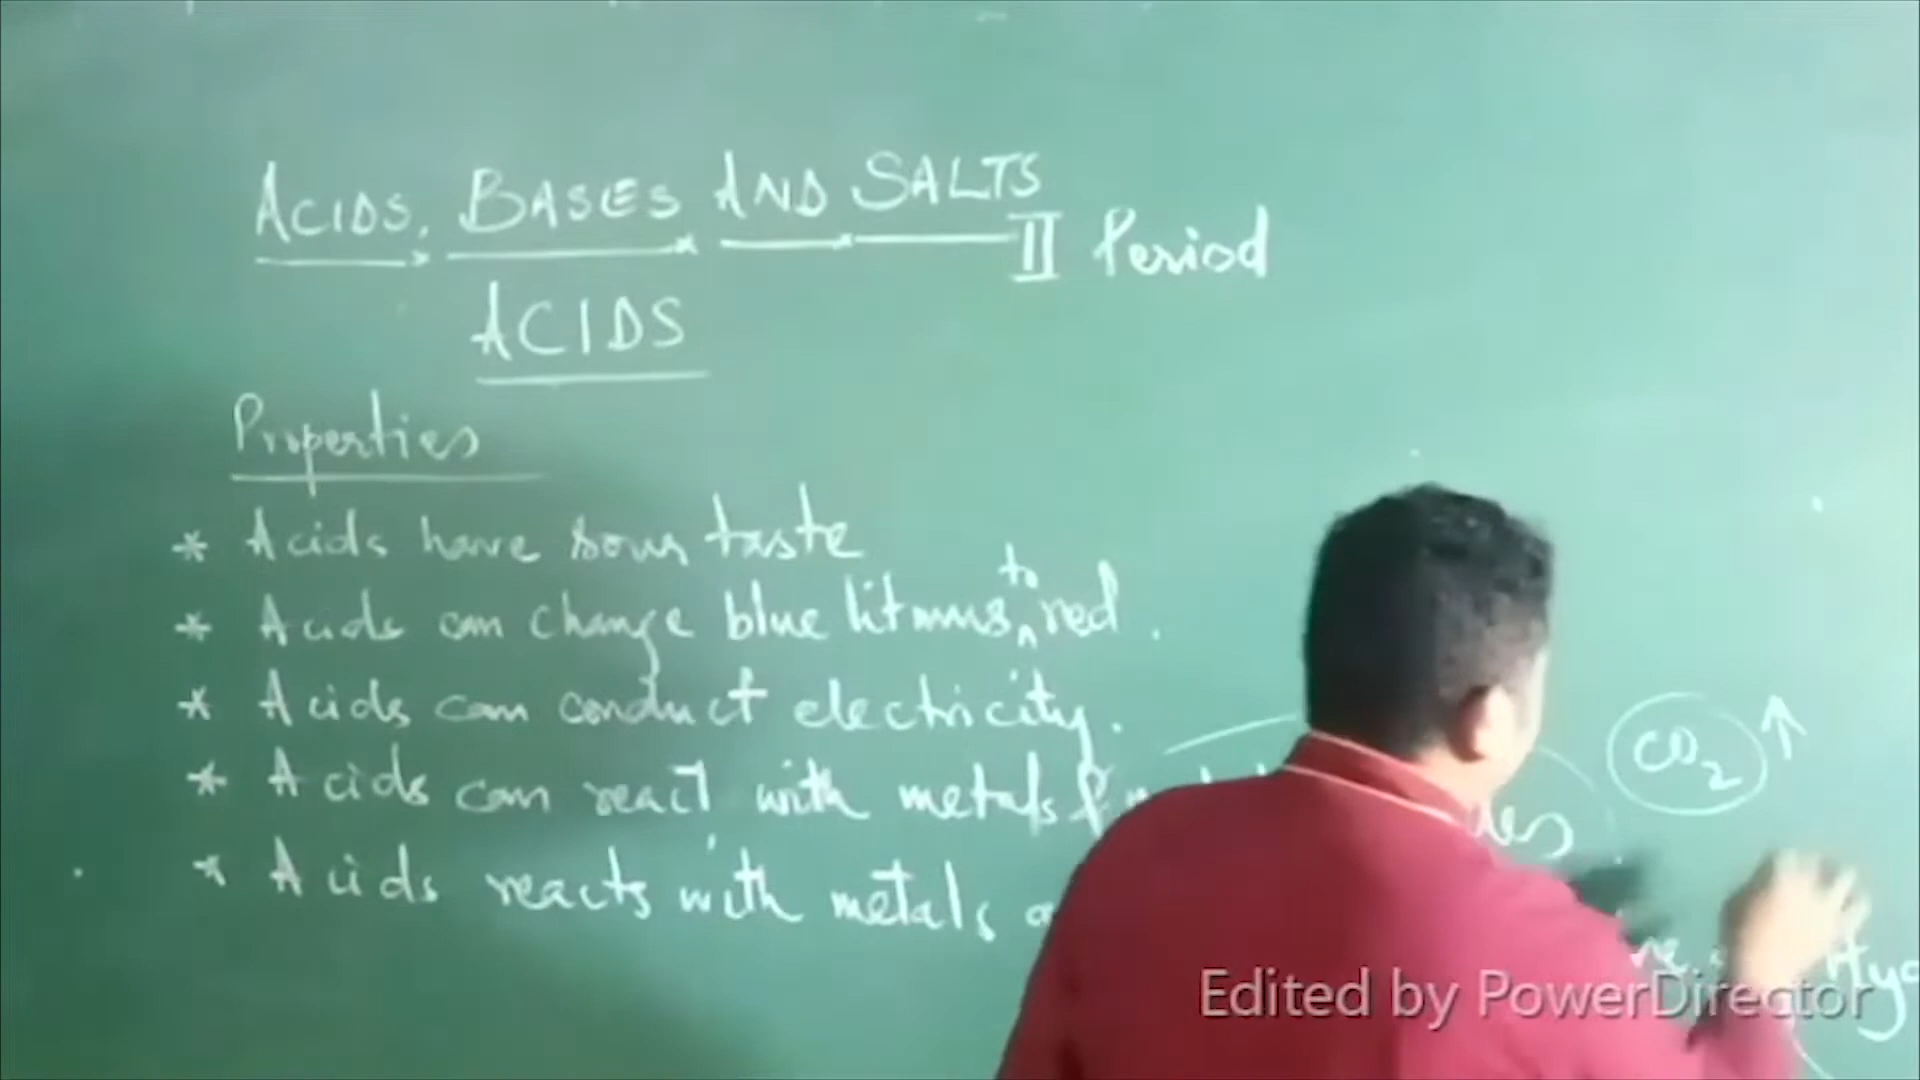 ACIDS, BASES AND SALTS
II Period
ACIDS
Properties
* Acids have sour taste
* Acids can change blue litmus to red.
* Acids can conduct electricity.
* Acids can react with metals &
CO2 ↑
* Acids reacts with metals
Edited by PowerDirector